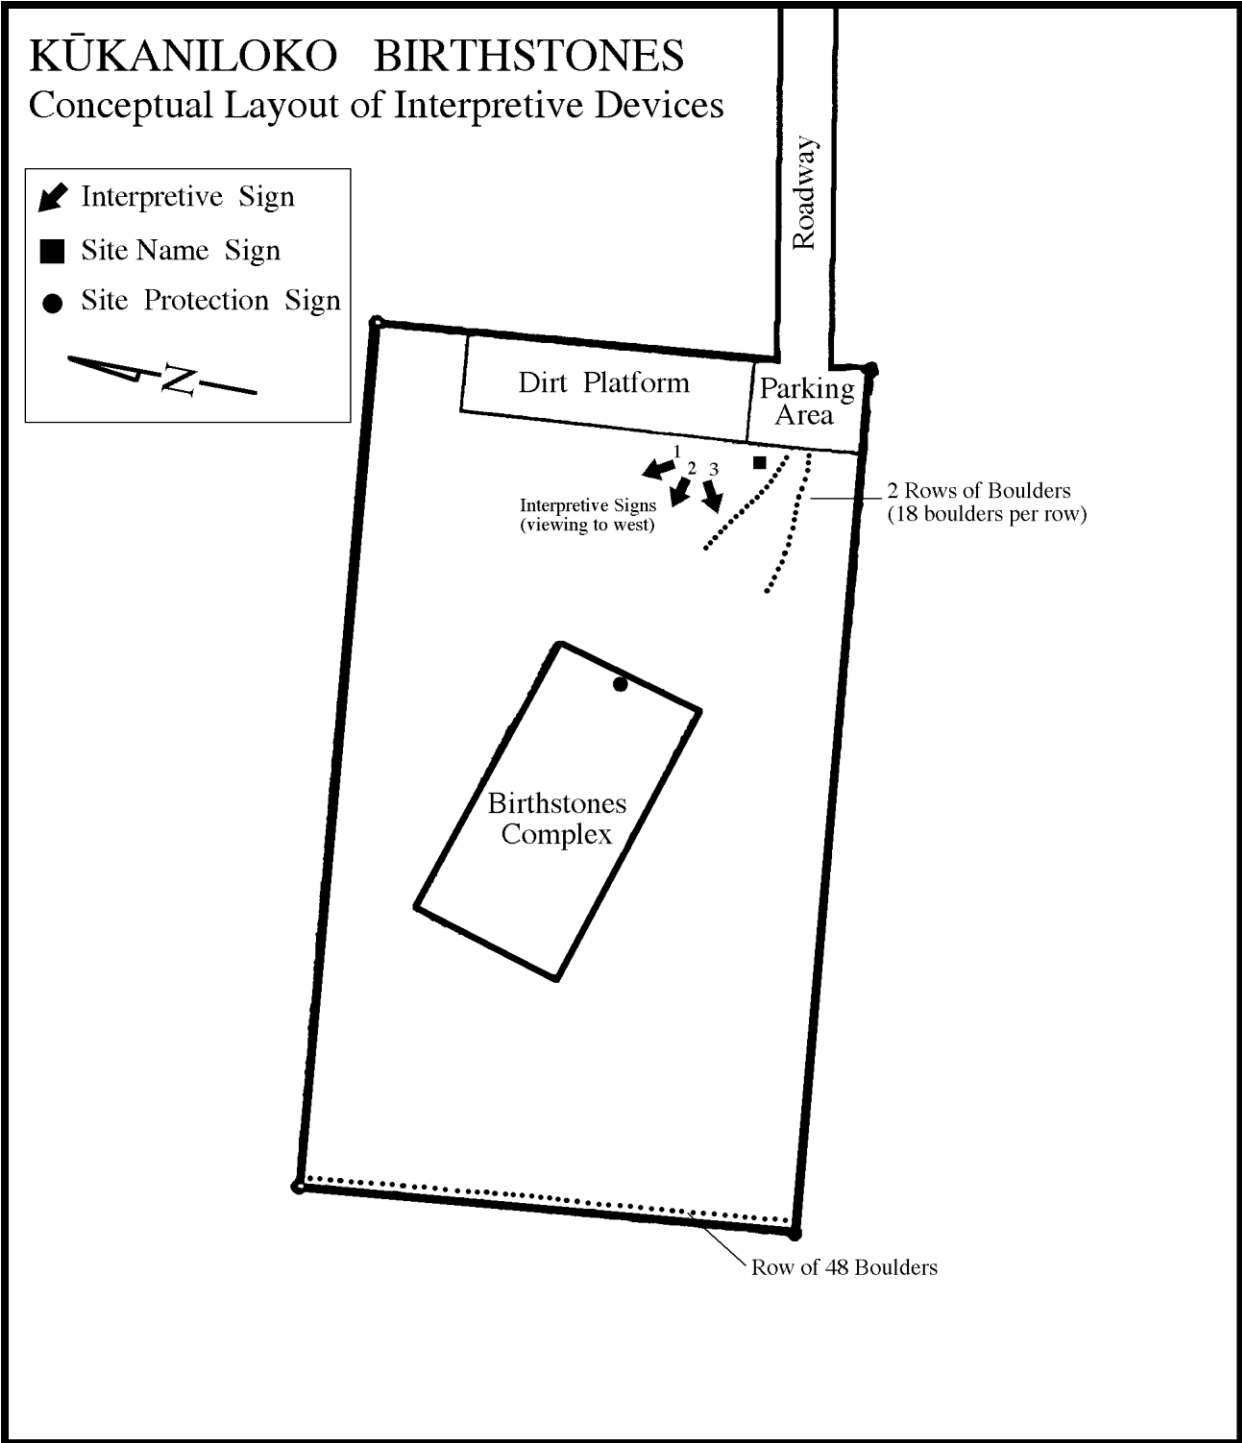 KŪKANILOKO BIRTHSTONES
Conceptual Layout of Interpretive Devices
Interpretive Sign
Site Name Sign
Site Protection Sign
N
Roadway
Dirt Platform
Parking
Area
1
2
3
Interpretive Signs
(viewing to west)
2 Rows of Boulders
(18 boulders per row)
Birthstones
Complex
Row of 48 Boulders